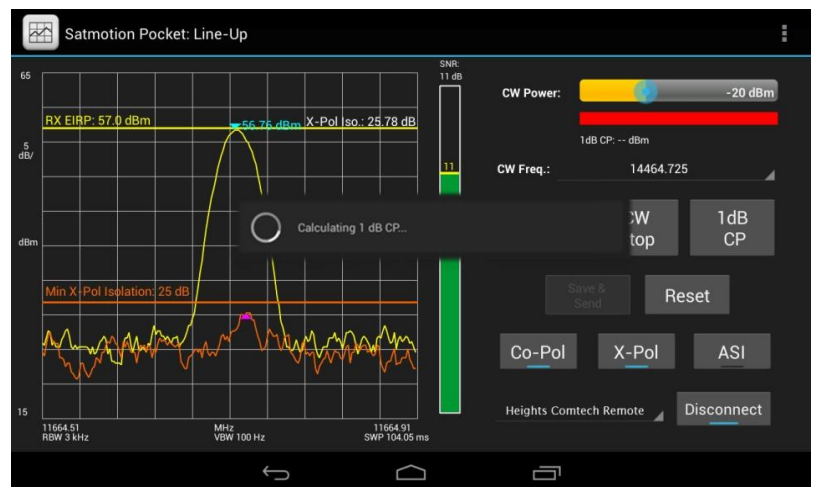 Satmotion Pocket: Line-Up
SNR:
11 dB
65
RX EIRP: 57.0 dBm
56.76 dBm
X-Pol Iso.: 25.78 dB
5
dB/
dBm
11
Min X-Pol Isolation: 25 dB
15
11664.51
MHz
11664.91
RBW 3 kHz
VBW 100 Hz
SWP 104.05 ms
Calculating 1 dB CP...
CW Power:
-20 dBm
1dB CP: -- dBm
CW Freq.:
14464.725
1dB
CP
Save &
Send
Reset
Co-Pol
X-Pol
ASI
Heights Comtech Remote
Disconnect